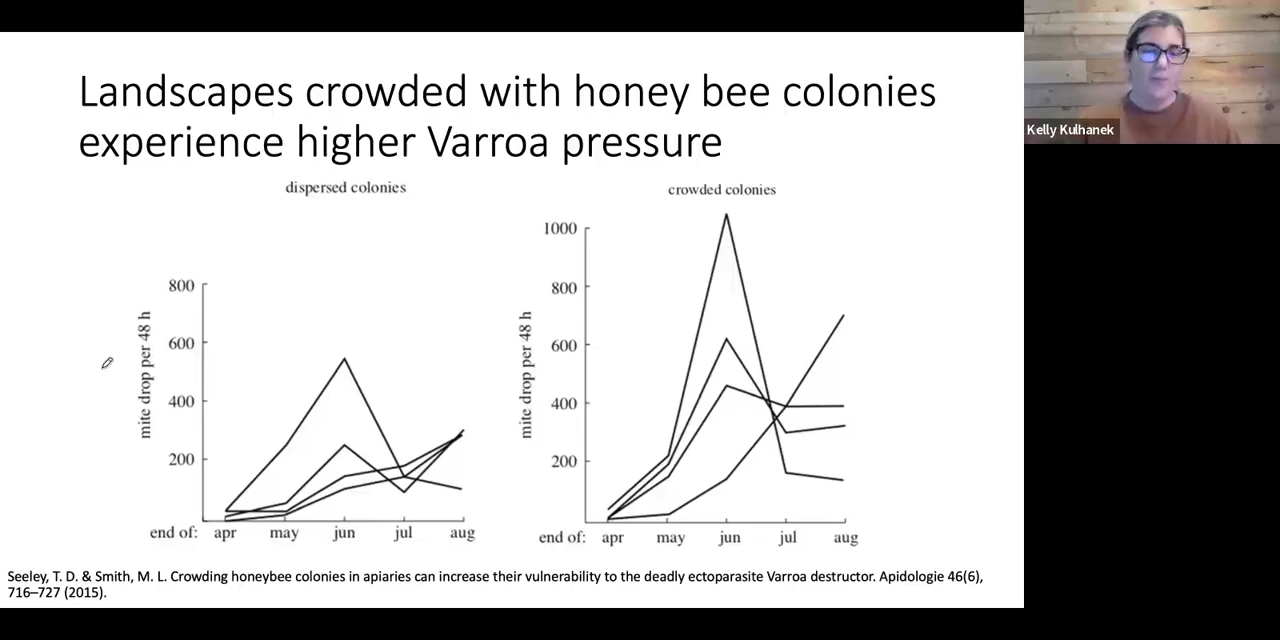 Landscapes crowded with honey bee colonies
experience higher Varroa pressure
Kelly Kulhanek
dispersed colonies
mite drop per 48 h
800
600
400
200
end of: apr may jun jul aug
crowded colonies
mite drop per 48 h
1000
800
600
400
200
end of: apr may jun jul aug
Seeley, T. D. & Smith, M. L. Crowding honeybee colonies in apiaries can increase their vulnerability to the deadly ectoparasite Varroa destructor. Apidologie 46(6),
716–727 (2015).